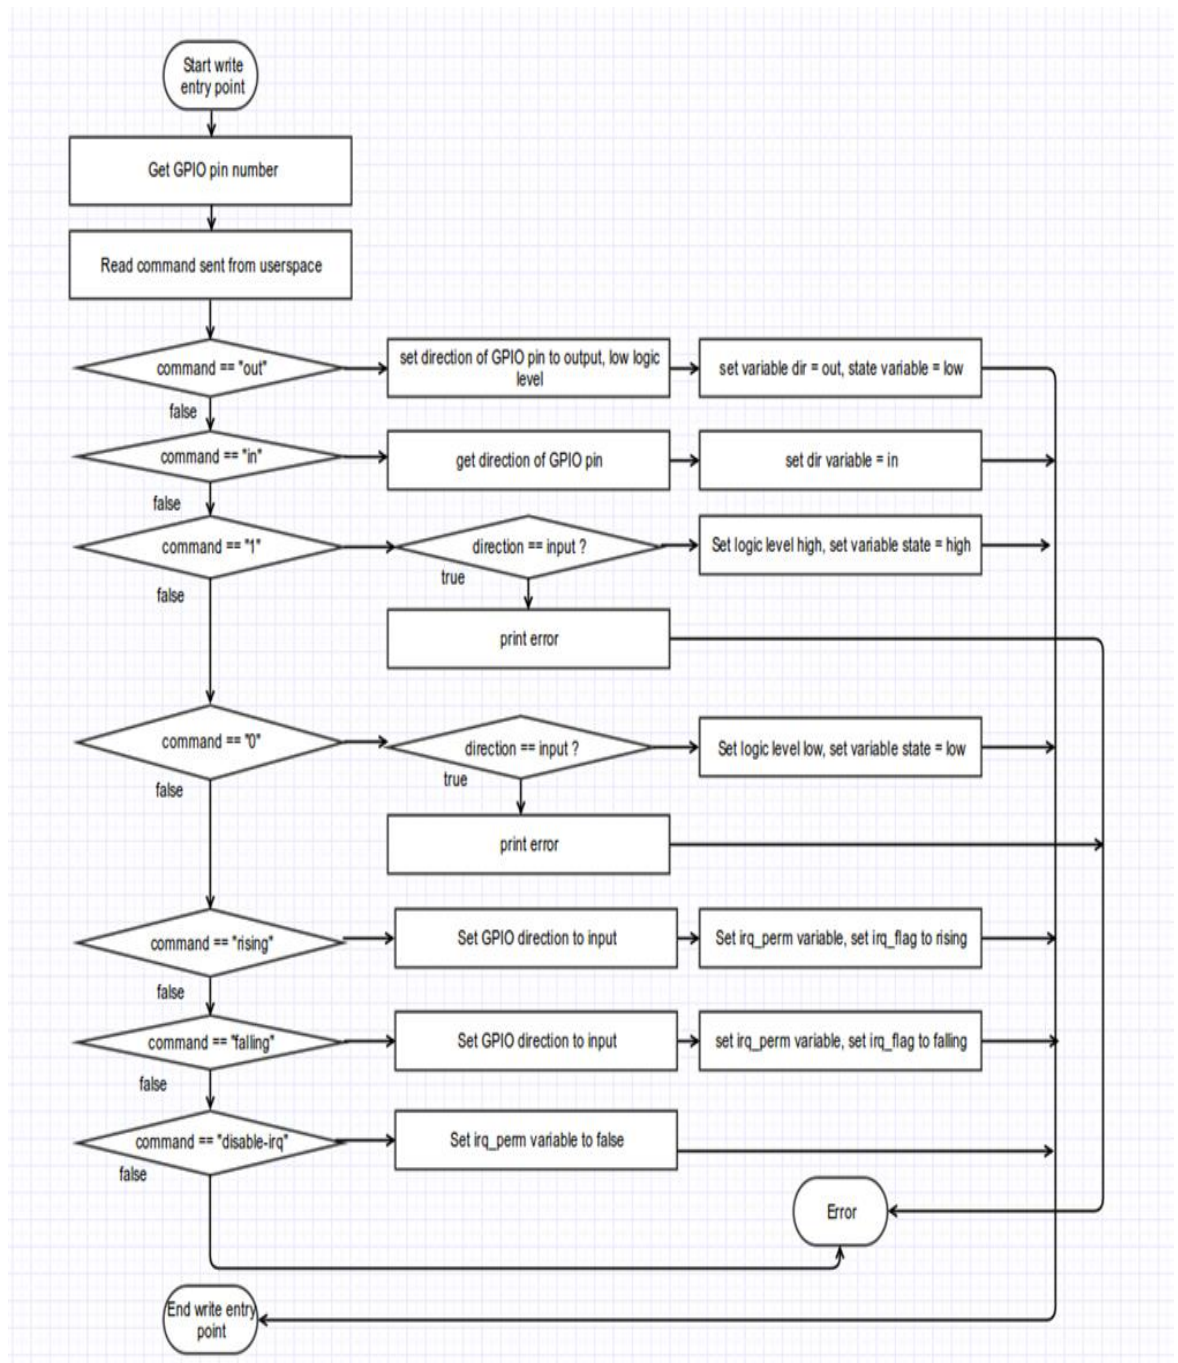 Start write
entry point
Get GPIO pin number
Read command sent from userspace
command == "out"
set direction of GPIO pin to output, low logic
level
set variable dir = out, state variable = low
false
command == "in"
get direction of GPIO pin
set dir variable = in
false
command == "1"
direction == input ?
Set logic level high, set variable state = high
true
false
print error
command == "0"
direction == input ?
Set logic level low, set variable state = low
true
false
print error
command == "rising"
Set GPIO direction to input
Set irq_perm variable, set irq_flag to rising
false
command == "falling"
Set GPIO direction to input
set irq_perm variable, set irq_flag to falling
false
command == "disable-irq"
Set irq_perm variable to false
false
Error
End write entry
point